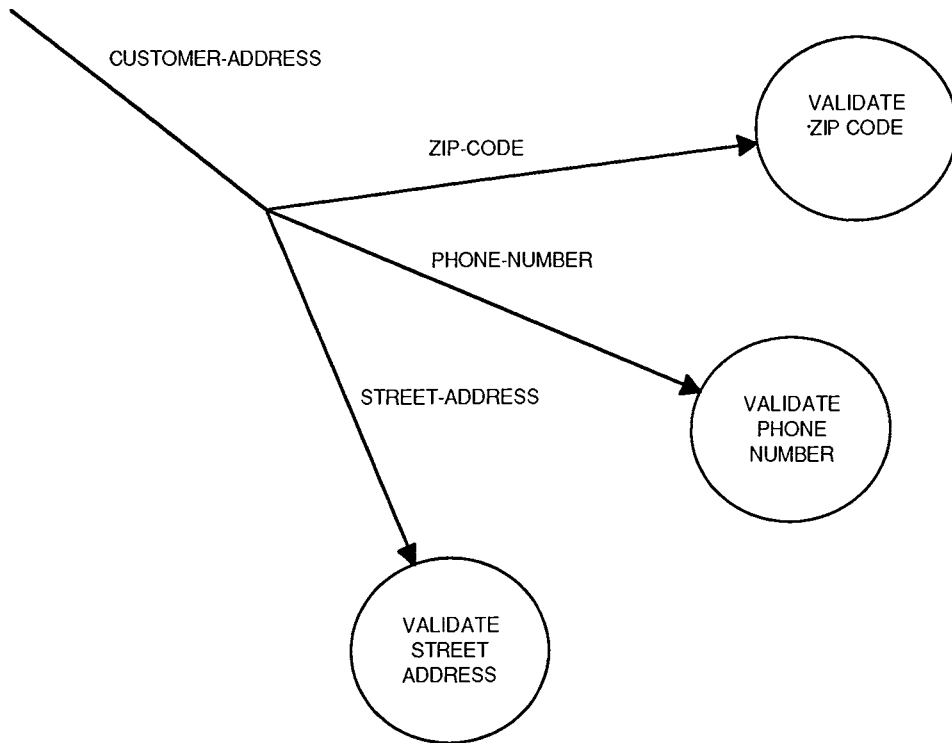 CUSTOMER-ADDRESS
ZIP-CODE
VALIDATE
ZIP CODE
PHONE-NUMBER
VALIDATE
PHONE
NUMBER
STREET-ADDRESS
VALIDATE
STREET
ADDRESS